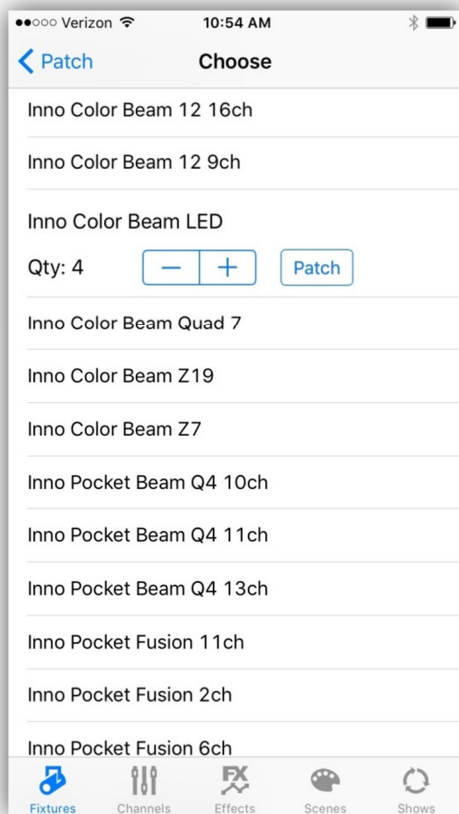 Verizon 10:54 AM
Patch Choose
Inno Color Beam 12 16ch
Inno Color Beam 12 9ch
Inno Color Beam LED
Qty: 4 − + Patch
Inno Color Beam Quad 7
Inno Color Beam Z19
Inno Color Beam Z7
Inno Pocket Beam Q4 10ch
Inno Pocket Beam Q4 11ch
Inno Pocket Beam Q4 13ch
Inno Pocket Fusion 11ch
Inno Pocket Fusion 2ch
Inno Pocket Fusion 6ch
FX
Fixtures Channels Effects Scenes Shows